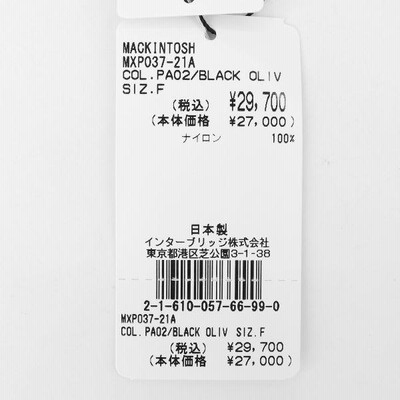 MACKINTOSH
MXP037-21A
COL.PA02/BLACK OLIV
SIZ.F
(税込) ¥29,700
(本体価格 ¥27,000)
ナイロン 100%
日本製
インターブリッジ株式会社
東京都港区芝公園3-1-38
2-1-610-057-66-99-0
MXP037-21A
COL.PA02/BLACK OLIV SIZ.F
(税込) ¥29,700
(本体価格 ¥27,000)